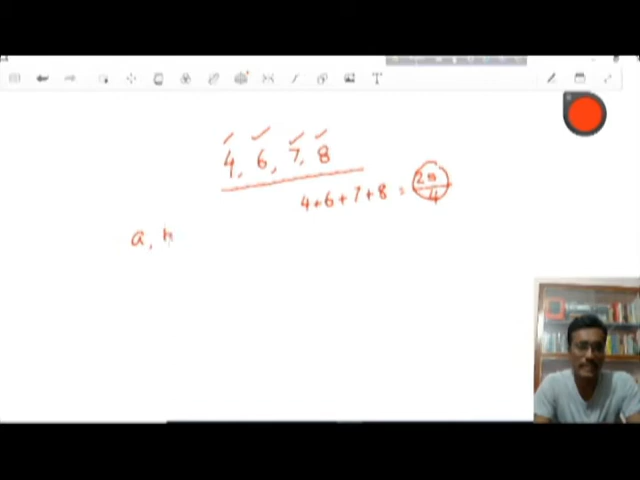 4, 6, 7, 8
4+6+7+8 = 25/4
a,